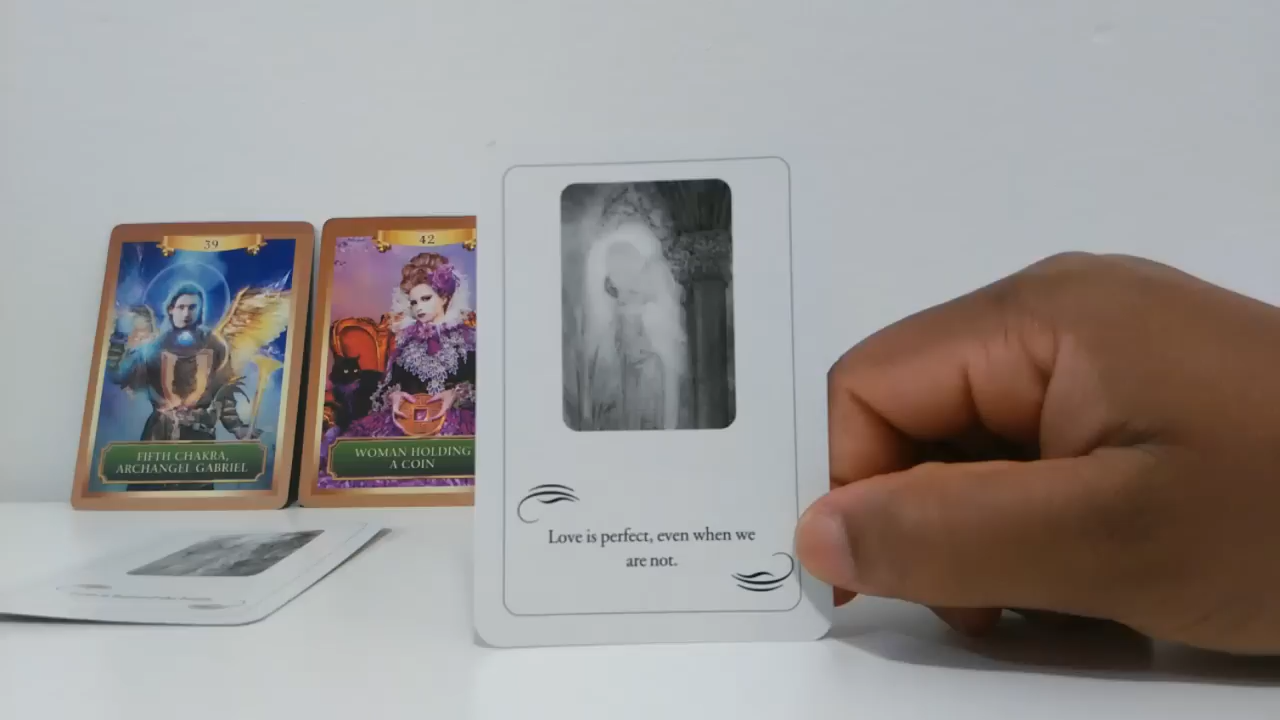 39
FIFTH CHAKRA,
ARCHANGEL GABRIEL
42
WOMAN HOLDING
A COIN
Love is perfect, even when we
are not.